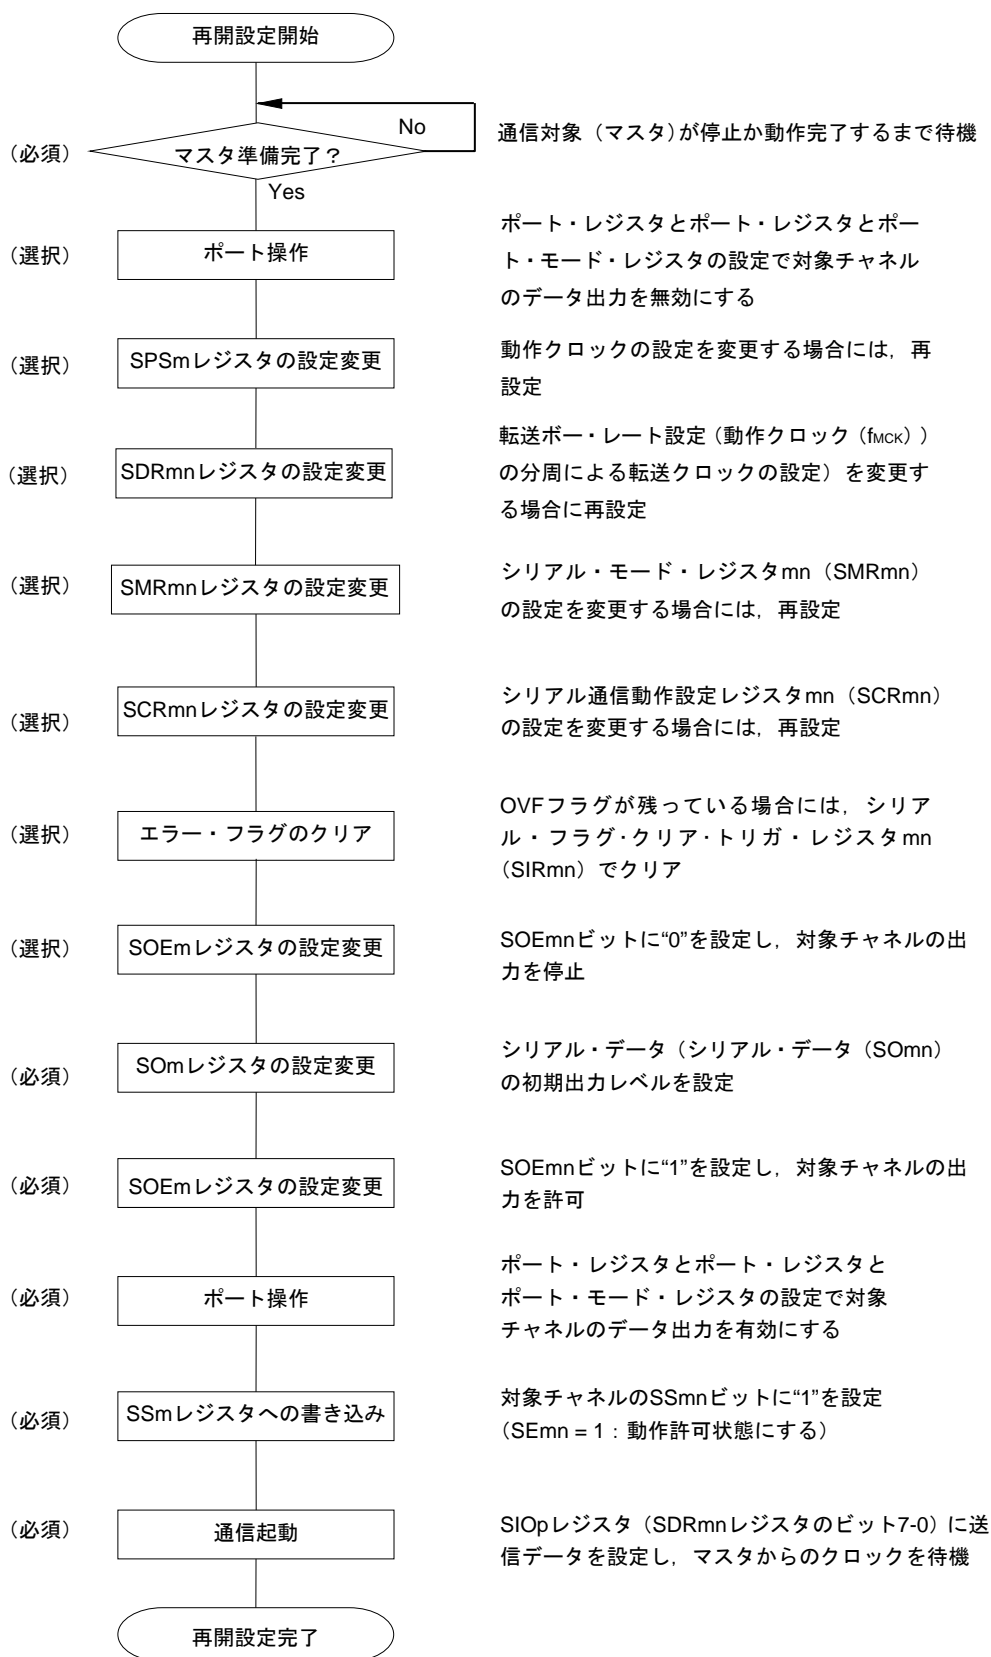 再開設定開始
No
通信対象（マスタ）が停止か動作完了するまで待機
（必須）
マスタ準備完了？
Yes
ポート・レジスタとポート・レジスタとポー
ト・モード・レジスタの設定で対象チャネル
のデータ出力を無効にする
（選択）
ポート操作
動作クロックの設定を変更する場合には，再
設定
（選択）
SPSmレジスタの設定変更
転送ボー・レート設定（動作クロック（fMCK））
の分周による転送クロックの設定）を変更す
る場合に再設定
（選択）
SDRmnレジスタの設定変更
シリアル・モード・レジスタmn（SMRmn）
の設定を変更する場合には，再設定
（選択）
SMRmnレジスタの設定変更
シリアル通信動作設定レジスタmn（SCRmn）
の設定を変更する場合には，再設定
（選択）
SCRmnレジスタの設定変更
OVFフラグが残っている場合には，シリア
ル・フラグ・クリア・トリガ・レジスタmn
（SIRmn）でクリア
（選択）
エラー・フラグのクリア
SOEmnビットに“0”を設定し，対象チャネルの出
力を停止
（選択）
SOEmレジスタの設定変更
シリアル・データ（シリアル・データ（SOmn）
の初期出力レベルを設定
（必須）
SOmレジスタの設定変更
SOEmnビットに“1”を設定し，対象チャネルの出
力を許可
（必須）
SOEmレジスタの設定変更
ポート・レジスタとポート・レジスタと
ポート・モード・レジスタの設定で対象
チャネルのデータ出力を有効にする
（必須）
ポート操作
対象チャネルのSSmnビットに“1”を設定
（SEmn = 1：動作許可状態にする）
（必須）
SSmレジスタへの書き込み
SIOpレジスタ（SDRmnレジスタのビット7-0）に送
信データを設定し，マスタからのクロックを待機
（必須）
通信起動
再開設定完了